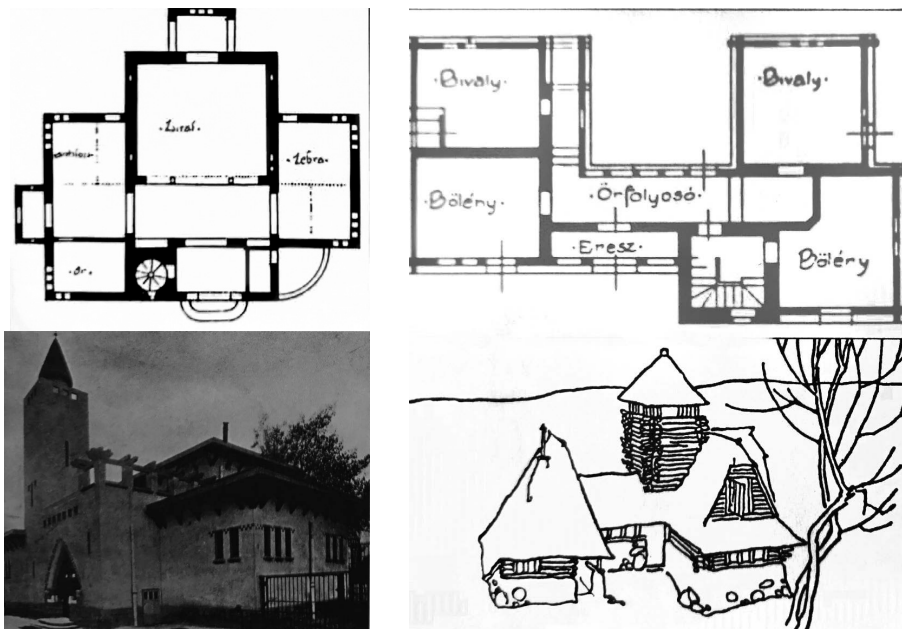 ·Zsiráf·
·Zebra·
·Őr·
·Bivaly·
·Bivaly·
·Bölény·
·Őrfolyosó·
·Eresz·
·Bölény